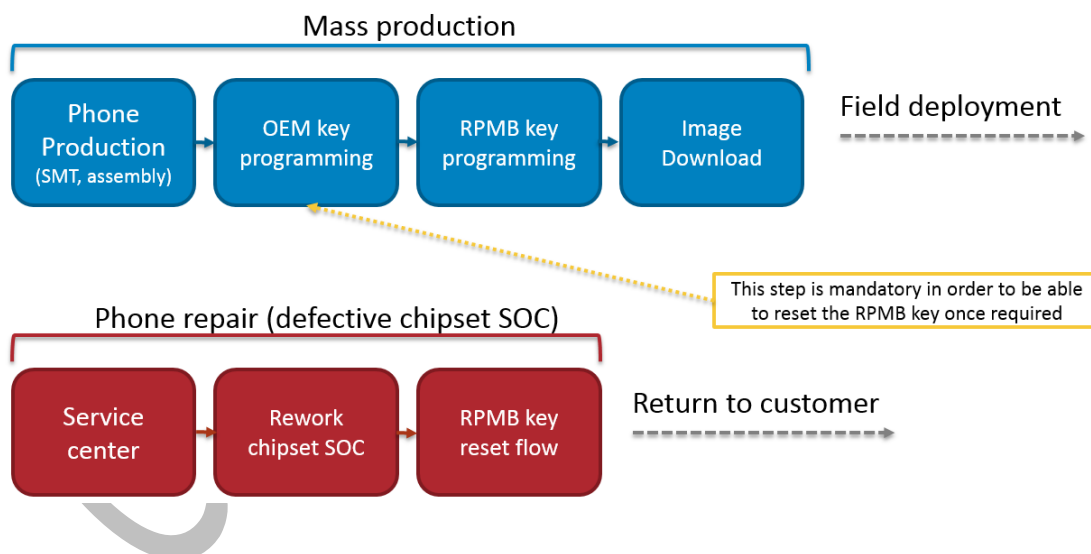 Mass production
Phone
Production
(SMT, assembly)
OEM key
programming
RPMB key
programming
Image
Download
Field deployment
This step is mandatory in order to be able
to reset the RPMB key once required
Phone repair (defective chipset SOC)
Service
center
Rework
chipset SOC
RPMB key
reset flow
Return to customer